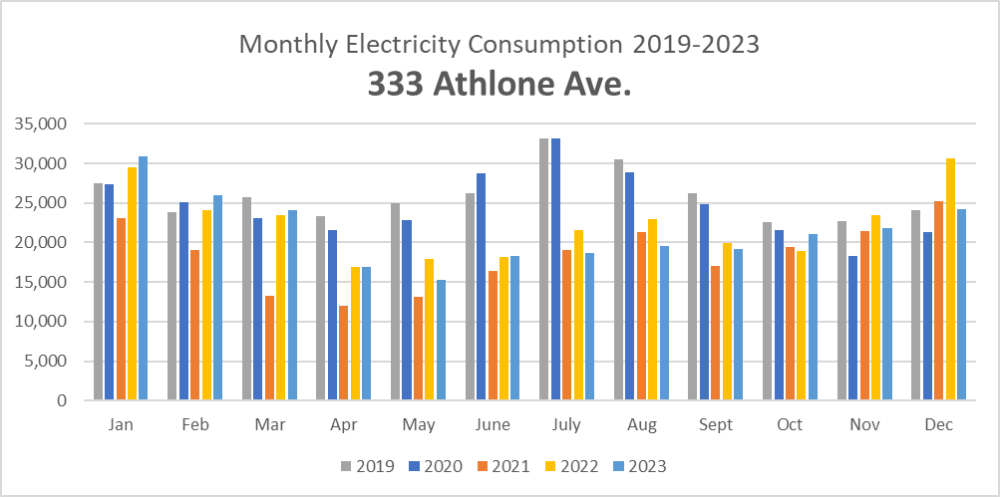 Monthly Electricity Consumption 2019-2023
333 Athlone Ave.
35,000
30,000
25,000
20,000
15,000
10,000
5,000
0
Jan Feb Mar Apr May June July Aug Sept Oct Nov Dec
2019 2020 2021 2022 2023